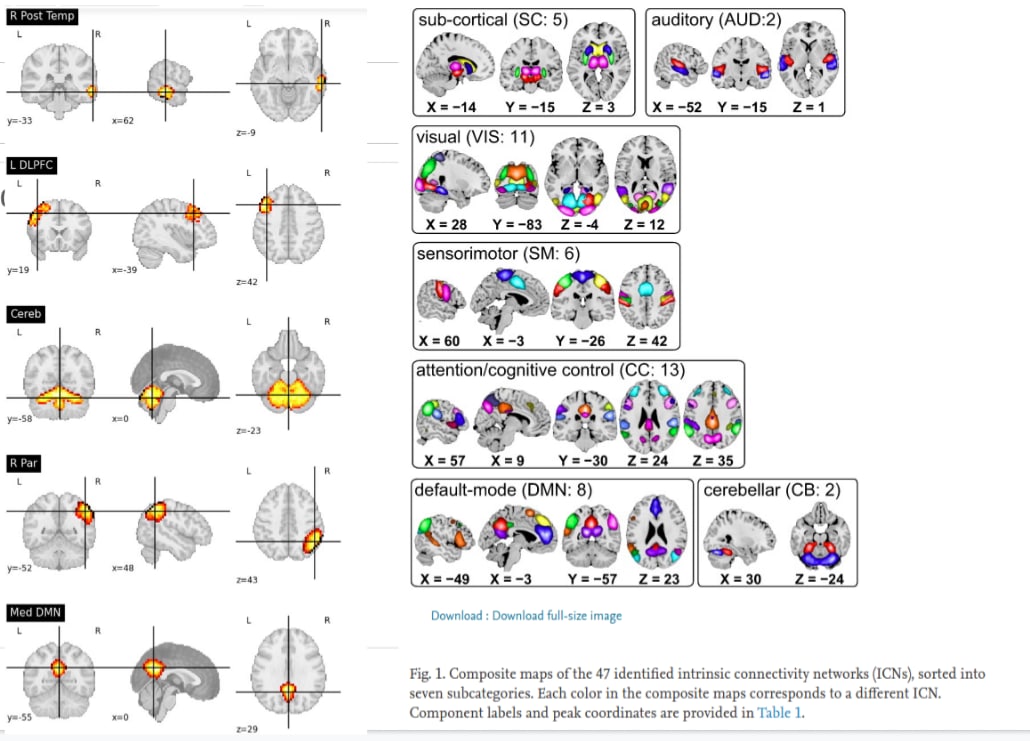 R Post Temp
L R
L R
y=-33 x=62
z=-9
L DLPFC
L R
L R
y=19 x=-39
z=42
Cereb
L R
L R
y=-58 x=0
z=-23
R Par
L R
L R
y=-52 x=48
z=43
Med DMN
L R
L R
y=-55 x=0
z=29
sub-cortical (SC: 5)
X = −14 Y = −15 Z = 3
auditory (AUD:2)
X = −52 Y = −15 Z = 1
visual (VIS: 11)
X = 28 Y = −83 Z = -4 Z = 12
sensorimotor (SM: 6)
X = 60 X = −3 Y = −26 Z = 42
attention/cognitive control (CC: 13)
X = 57 X = 9 Y = −30 Z = 24 Z = 35
default-mode (DMN: 8)
X = −49 X = −3 Y = −57 Z = 23
cerebellar (CB: 2)
X = 30 Z = −24
Download : Download full-size image
Fig. 1. Composite maps of the 47 identified intrinsic connectivity networks (ICNs), sorted into
seven subcategories. Each color in the composite maps corresponds to a different ICN.
Component labels and peak coordinates are provided in Table 1.